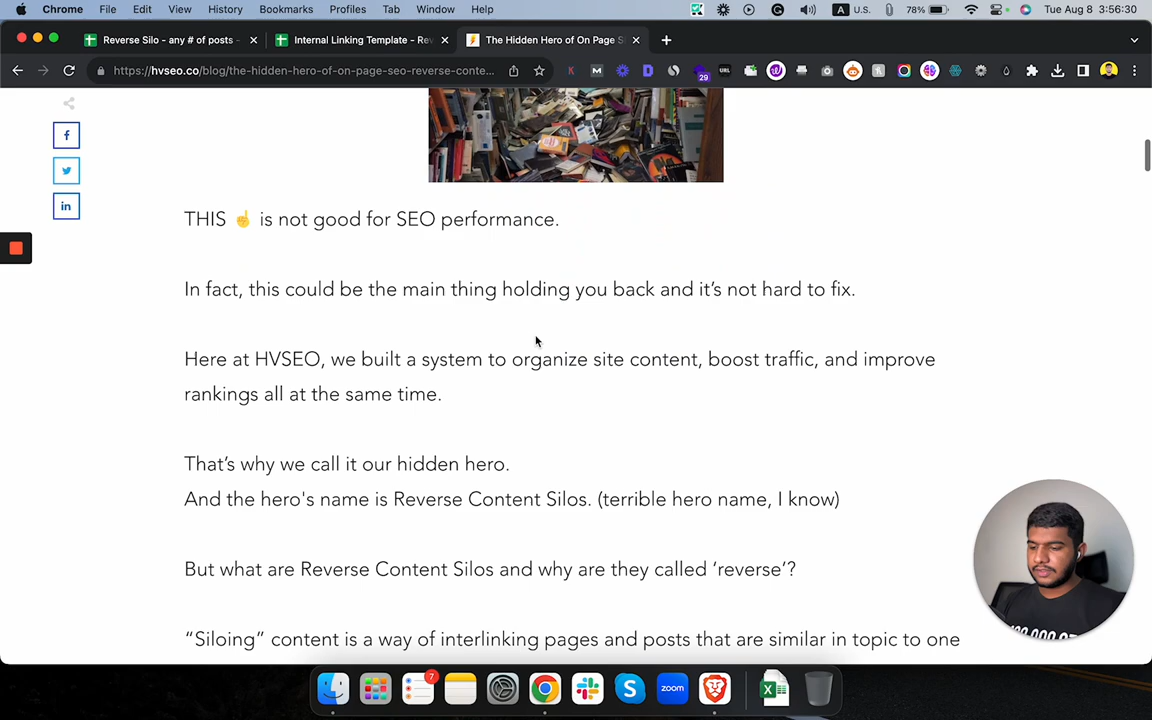 Chrome File Edit View History Bookmarks Profiles Tab Window Help
A U.S. 78% Tue Aug 8 3:56:30
Reverse Silo - any # of posts -
Internal Linking Template - Rev
The Hidden Hero of On Page S
https://hvseo.co/blog/the-hidden-hero-of-on-page-seo-reverse-conte...
29
THIS ☝ is not good for SEO performance.
In fact, this could be the main thing holding you back and it’s not hard to fix.
Here at HVSEO, we built a system to organize site content, boost traffic, and improve
rankings all at the same time.
That’s why we call it our hidden hero.
And the hero's name is Reverse Content Silos. (terrible hero name, I know)
But what are Reverse Content Silos and why are they called ‘reverse’?
“Siloing” content is a way of interlinking pages and posts that are similar in topic to one
7
zoom